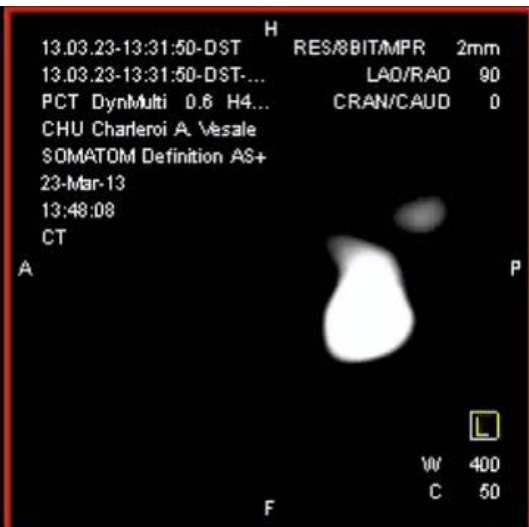 H
13.03.23-13:31:50-DST RES/8BIT/MPR 2mm
13.03.23-13:31:50-DST-... LAO/RAO 90
PCT DynMulti 0.6 H4... CRAN/CAUD 0
CHU Charleroi A. Vesale
SOMATOM Definition AS+
23-Mar-13
13:48:08
CT
A P
L
W 400
C 50
F